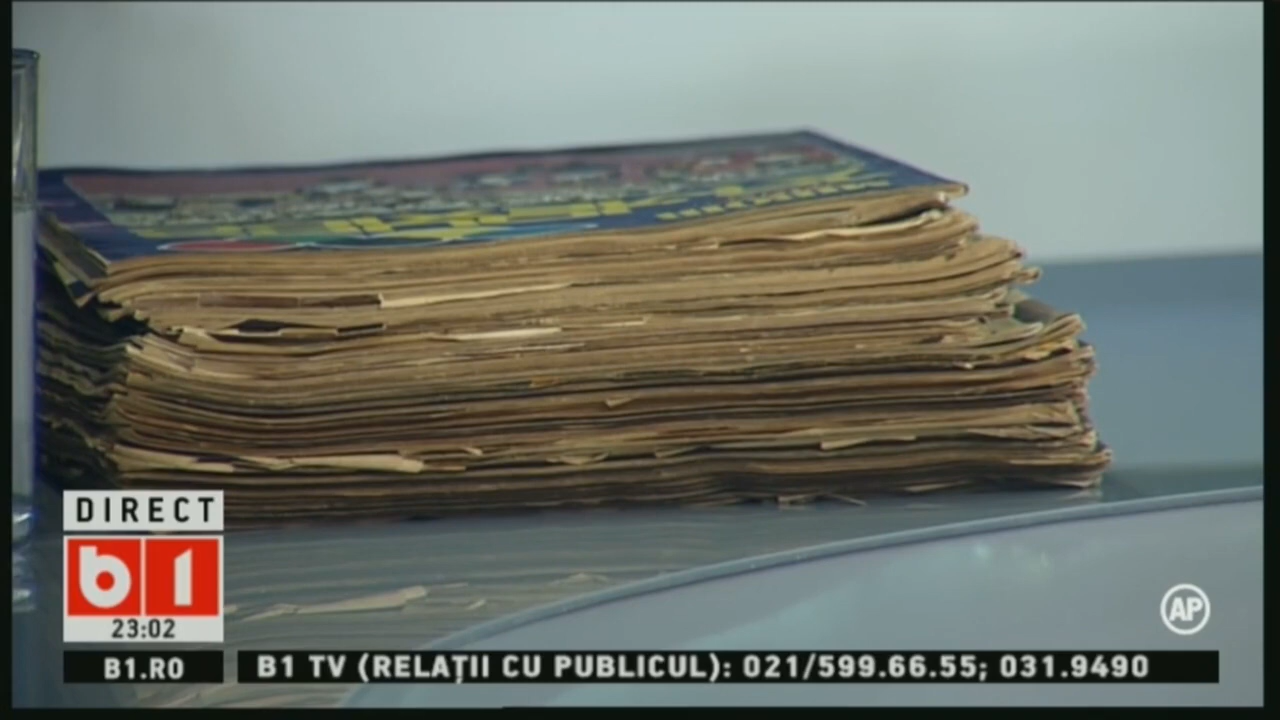 DIRECT
b1
23:02
AP
B1.RO
B1 TV (RELAȚII CU PUBLICUL): 021/599.66.55; 031.9490